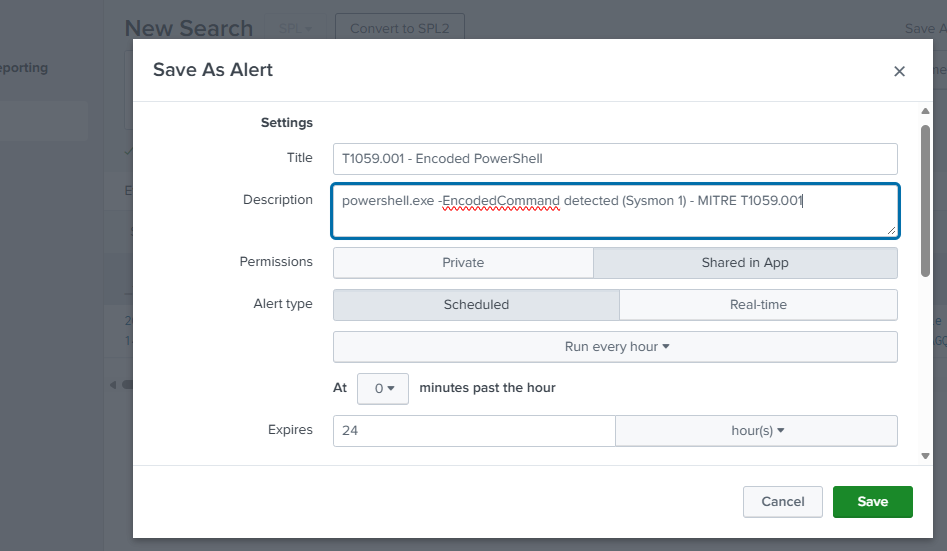 New Search
SPL
Convert to SPL2
Save A
eporting
Save As Alert
Settings
Title
T1059.001 - Encoded PowerShell
Description
powershell.exe -EncodedCommand detected (Sysmon 1) - MITRE T1059.001
Permissions
Private
Shared in App
Alert type
Scheduled
Real-time
Run every hour
At 0 minutes past the hour
Expires
24
hour(s)
Cancel
Save